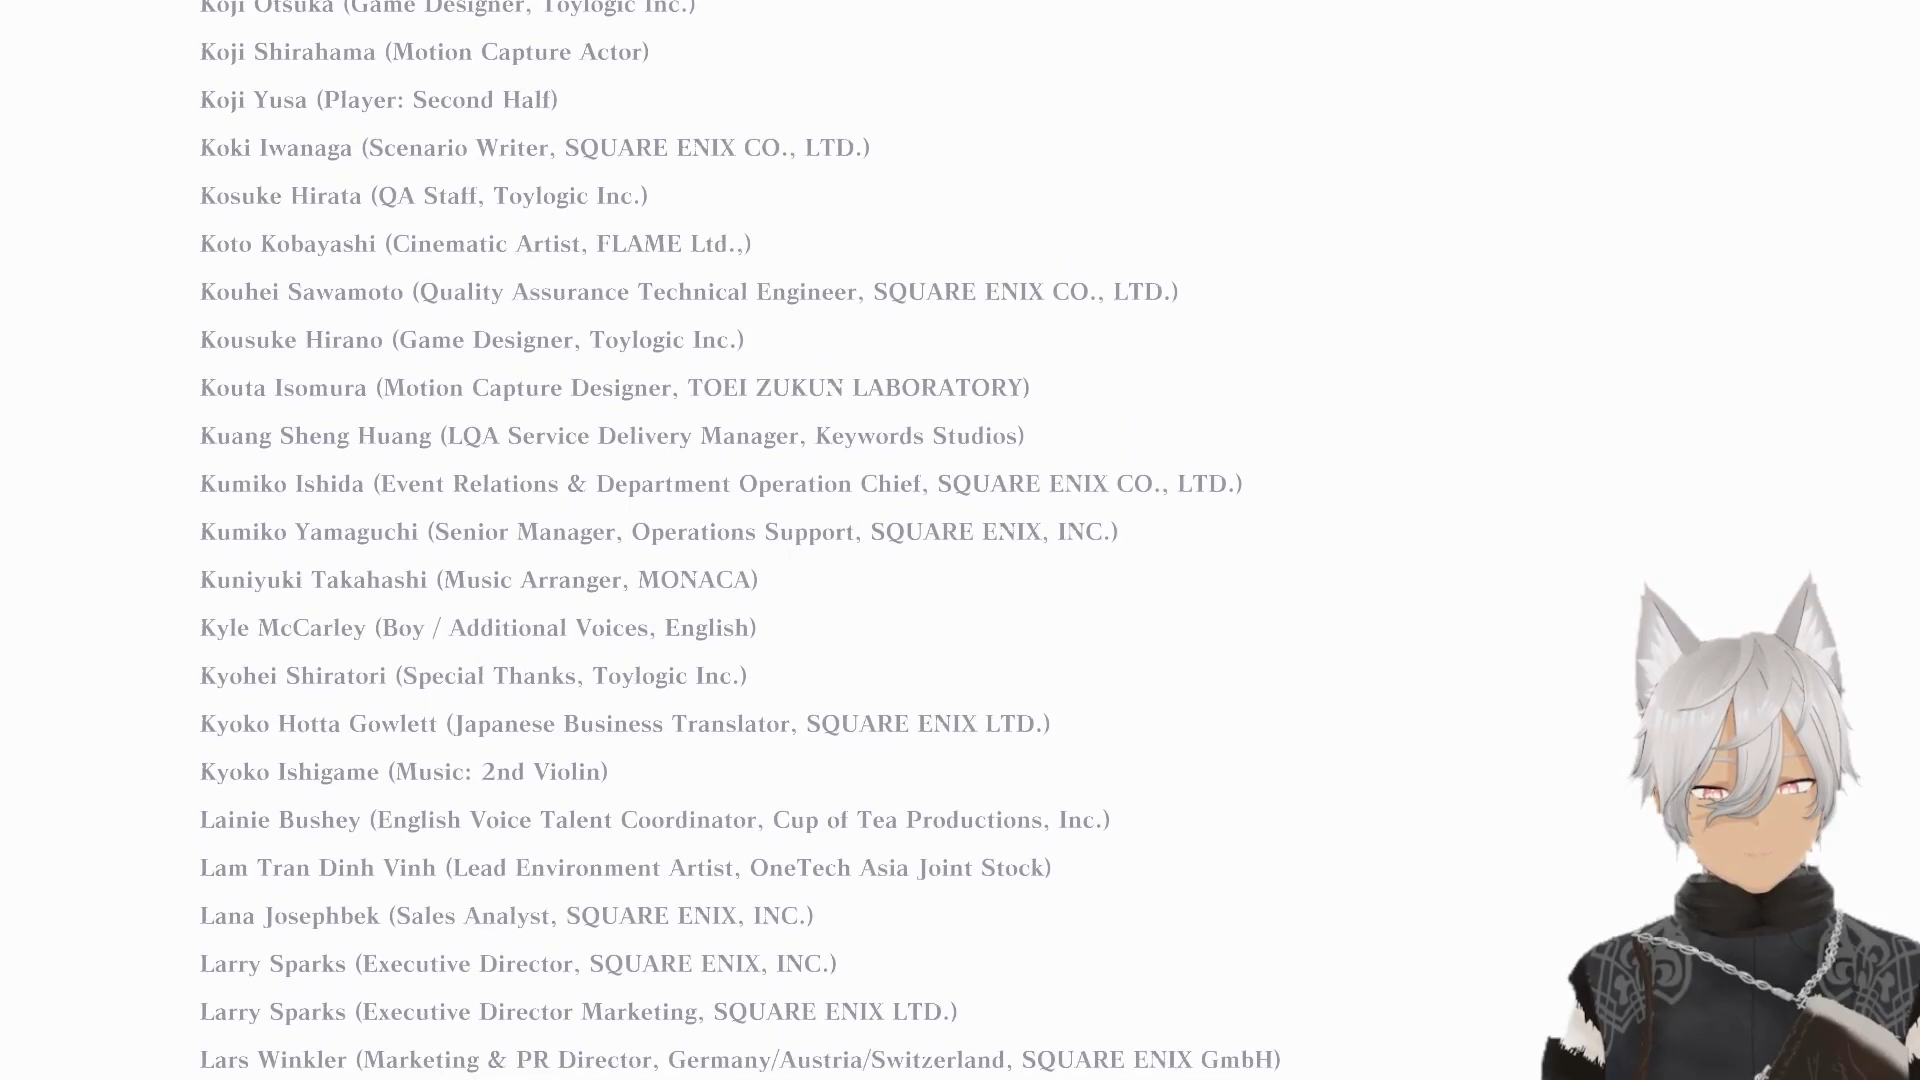 Koji Otsuka (Game Designer, Toylogic Inc.)
Koji Shirahama (Motion Capture Actor)
Koji Yusa (Player: Second Half)
Koki Iwanaga (Scenario Writer, SQUARE ENIX CO., LTD.)
Kosuke Hirata (QA Staff, Toylogic Inc.)
Koto Kobayashi (Cinematic Artist, FLAME Ltd.,)
Kouhei Sawamoto (Quality Assurance Technical Engineer, SQUARE ENIX CO., LTD.)
Kousuke Hirano (Game Designer, Toylogic Inc.)
Kouta Isomura (Motion Capture Designer, TOEI ZUKUN LABORATORY)
Kuang Sheng Huang (LQA Service Delivery Manager, Keywords Studios)
Kumiko Ishida (Event Relations & Department Operation Chief, SQUARE ENIX CO., LTD.)
Kumiko Yamaguchi (Senior Manager, Operations Support, SQUARE ENIX, INC.)
Kuniyuki Takahashi (Music Arranger, MONACA)
Kyle McCarley (Boy / Additional Voices, English)
Kyohei Shiratori (Special Thanks, Toylogic Inc.)
Kyoko Hotta Gowlett (Japanese Business Translator, SQUARE ENIX LTD.)
Kyoko Ishigame (Music: 2nd Violin)
Lainie Bushey (English Voice Talent Coordinator, Cup of Tea Productions, Inc.)
Lam Tran Dinh Vinh (Lead Environment Artist, OneTech Asia Joint Stock)
Lana Josephbek (Sales Analyst, SQUARE ENIX, INC.)
Larry Sparks (Executive Director, SQUARE ENIX, INC.)
Larry Sparks (Executive Director Marketing, SQUARE ENIX LTD.)
Lars Winkler (Marketing & PR Director, Germany/Austria/Switzerland, SQUARE ENIX GmbH)